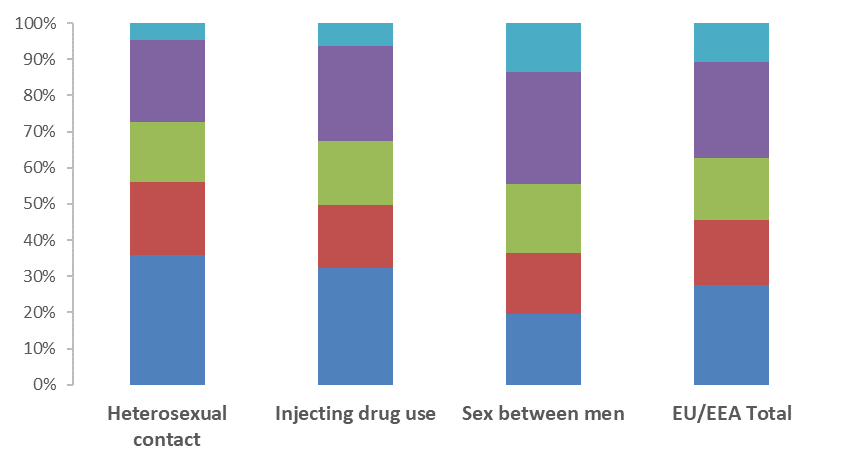 100%
90%
80%
70%
60%
50%
40%
30%
20%
10%
0%
Heterosexual
contact
Injecting drug use
Sex between men
EU/EEA Total